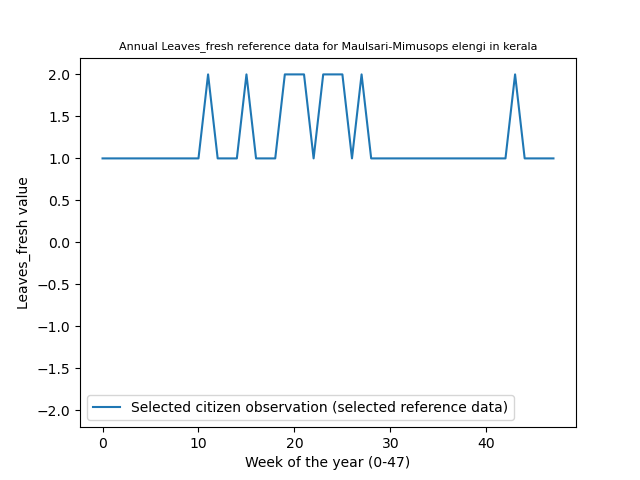 Annual Leaves_fresh reference data for Maulsari-Mimusops elengi in kerala
2.0
1.5
1.0
0.5
0.0
−0.5
−1.0
−1.5
−2.0
Leaves_fresh value
Selected citizen observation (selected reference data)
0 10 20 30 40
Week of the year (0-47)